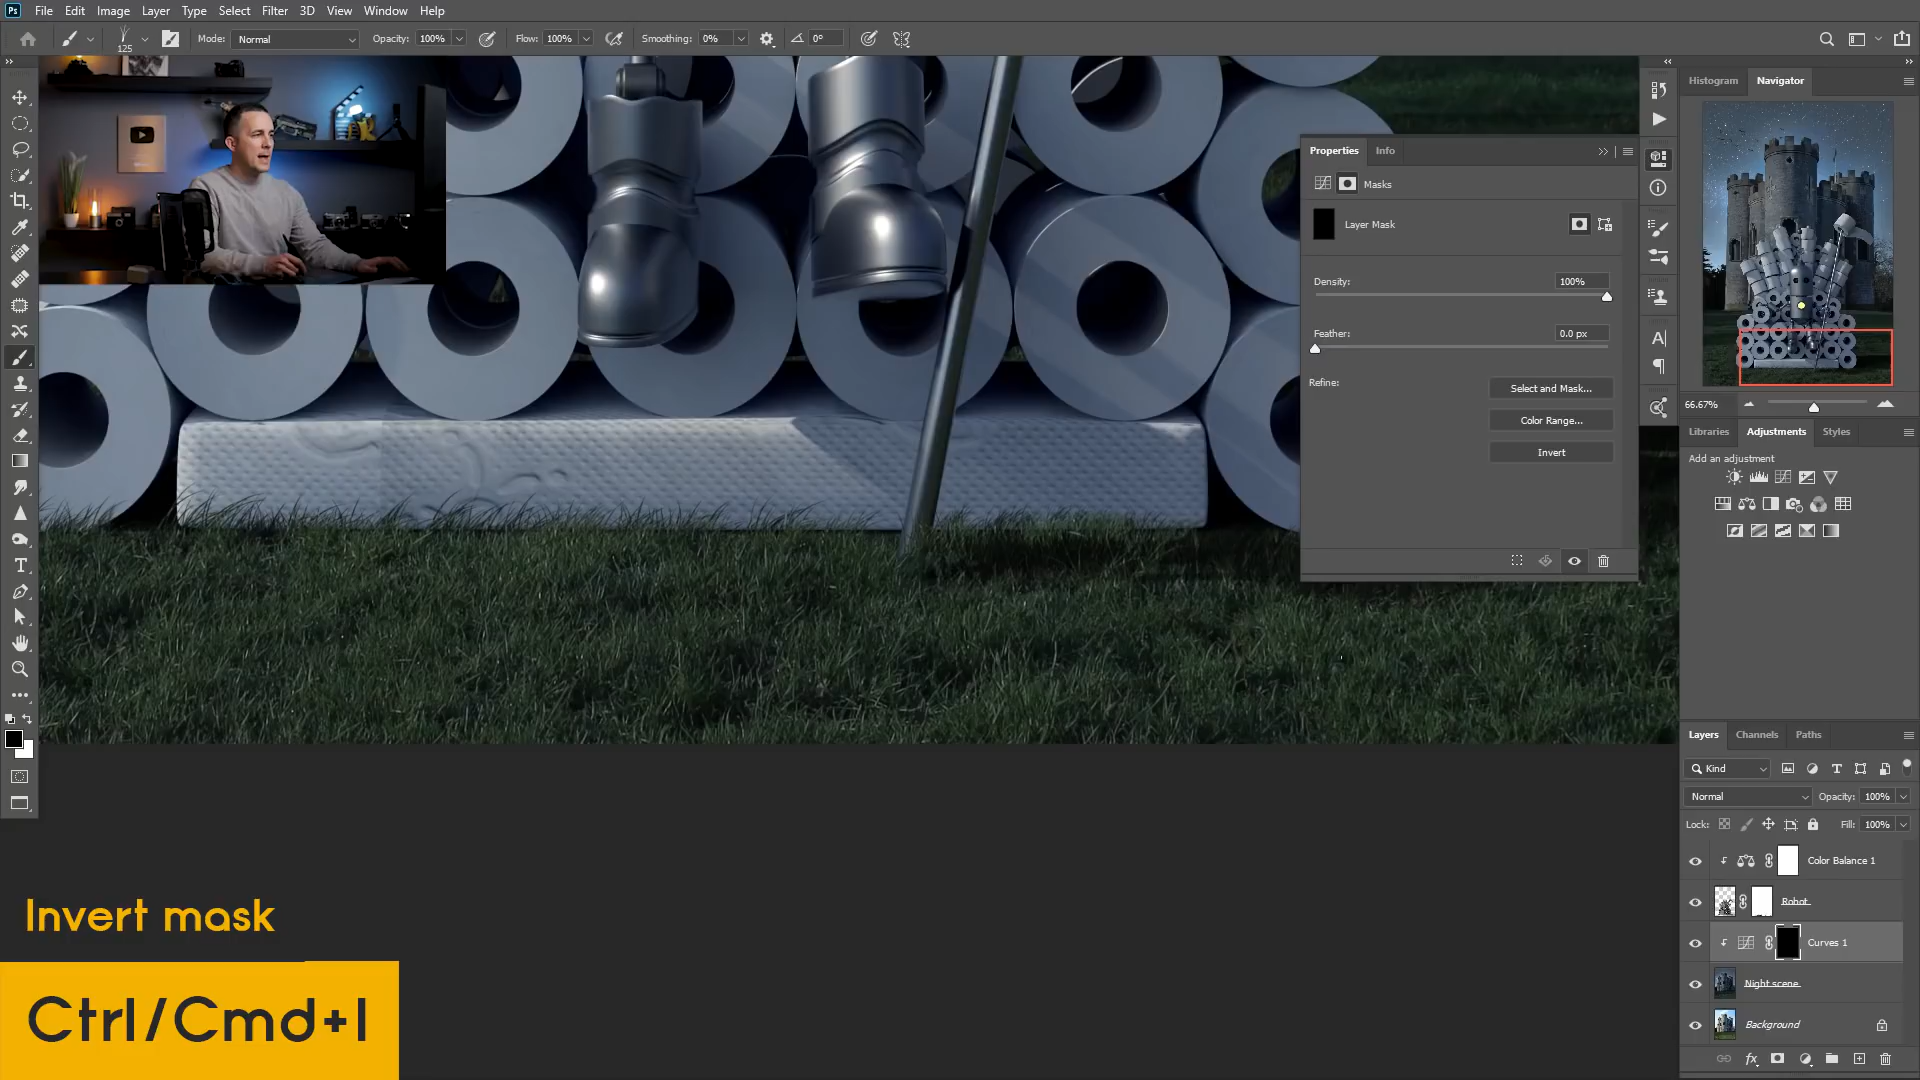 Ps File Edit Image Layer Type Select Filter 3D View Window Help
125 Mode: Normal Opacity: 100% Flow: 100% Smoothing: 0% 0°
Histogram Navigator
Properties Info
Masks
Layer Mask
Density: 100%
Feather: 0.0 px
Refine:
Select and Mask...
Color Range...
Invert
66.67%
Libraries Adjustments Styles
Add an adjustment
Layers Channels Paths
Kind
Normal Opacity: 100%
Lock: Fill: 100%
Color Balance 1
Robot
Curves 1
Night scene
Background
Invert mask
Ctrl/Cmd+I